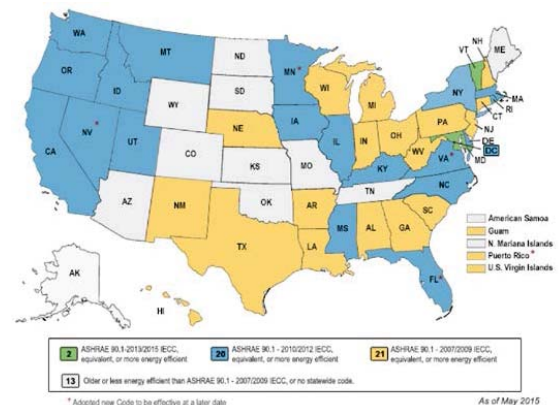 WA
OR
CA
NV *
ID
MT
WY
UT
AZ
CO
NM
ND
SD
NE
KS
OK
TX
MN *
IA
MO
AR
LA
WI
IL
MS
MI
IN
OH
KY
TN
AL
GA
FL *
SC
NC
VA *
WV
PA
NY
VT
NH
ME
MA
RI
CT
NJ
DE
MD
DC
AK
HI
American Samoa
Guam
N. Mariana Islands
Puerto Rico *
U.S. Virgin Islands
2 ASHRAE 90.1-2013/2015 IECC,
equivalent, or more energy efficient
20 ASHRAE 90.1 - 2010/2012 IECC,
equivalent, or more energy efficient
21 ASHRAE 90.1 - 2007/2009 IECC,
equivalent, or more energy efficient
13 Older or less energy efficient than ASHRAE 90.1 - 2007/2009 IECC, or no statewide code.
* Adopted new Code to be effective at a later date
As of May 2015